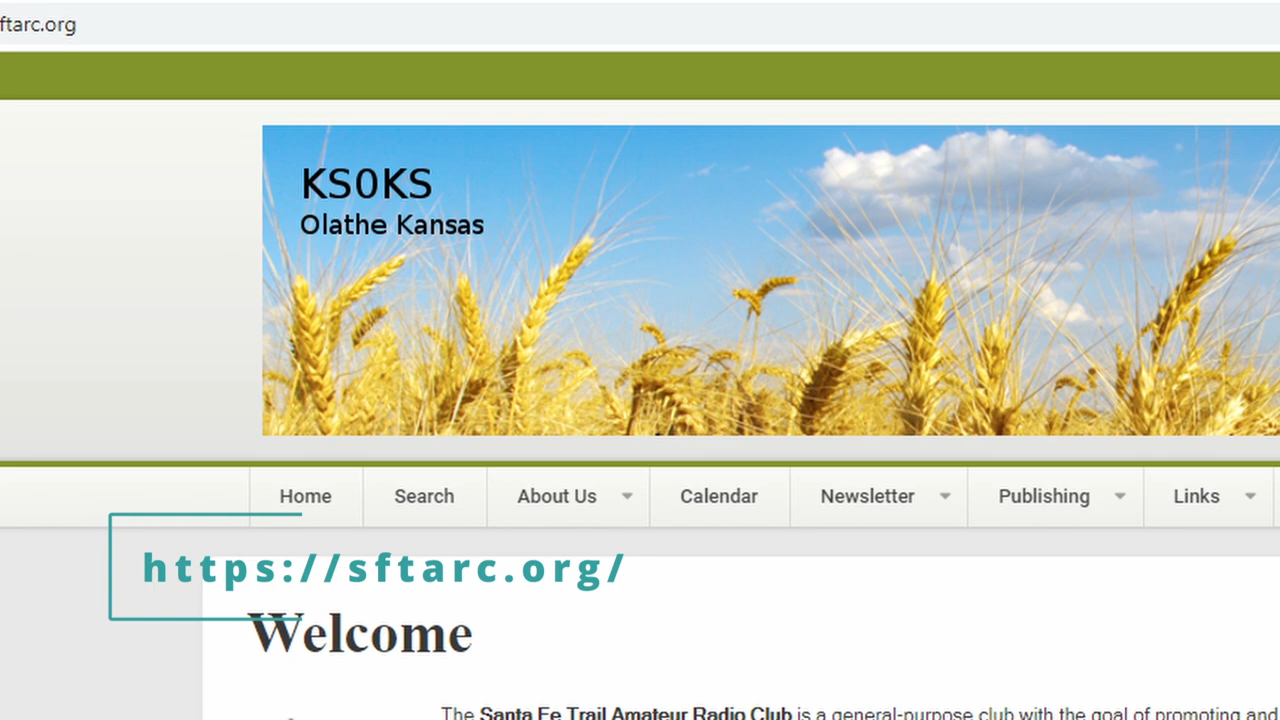 ftarc.org
KS0KS
Olathe Kansas
Home Search About Us Calendar Newsletter Publishing Links
https://sftarc.org/
Welcome
The Santa Fe Trail Amateur Radio Club is a general-purpose club with the goal of promoting and